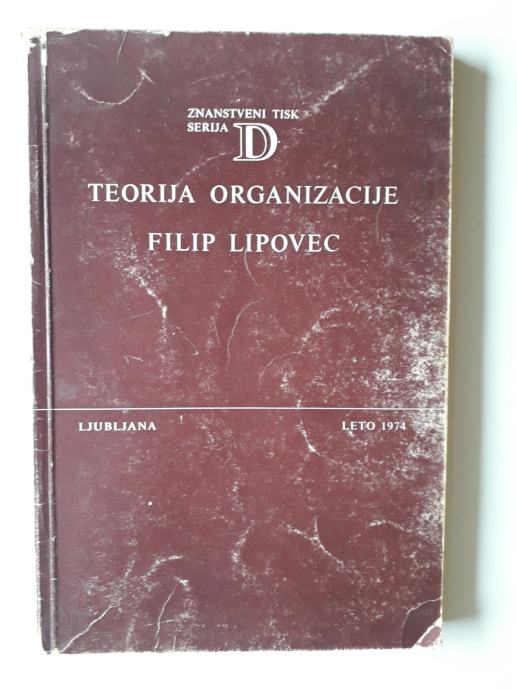 ZNANSTVENI TISK
SERIJA D
TEORIJA ORGANIZACIJE
FILIP LIPOVEC
LJUBLJANA LETO 1974